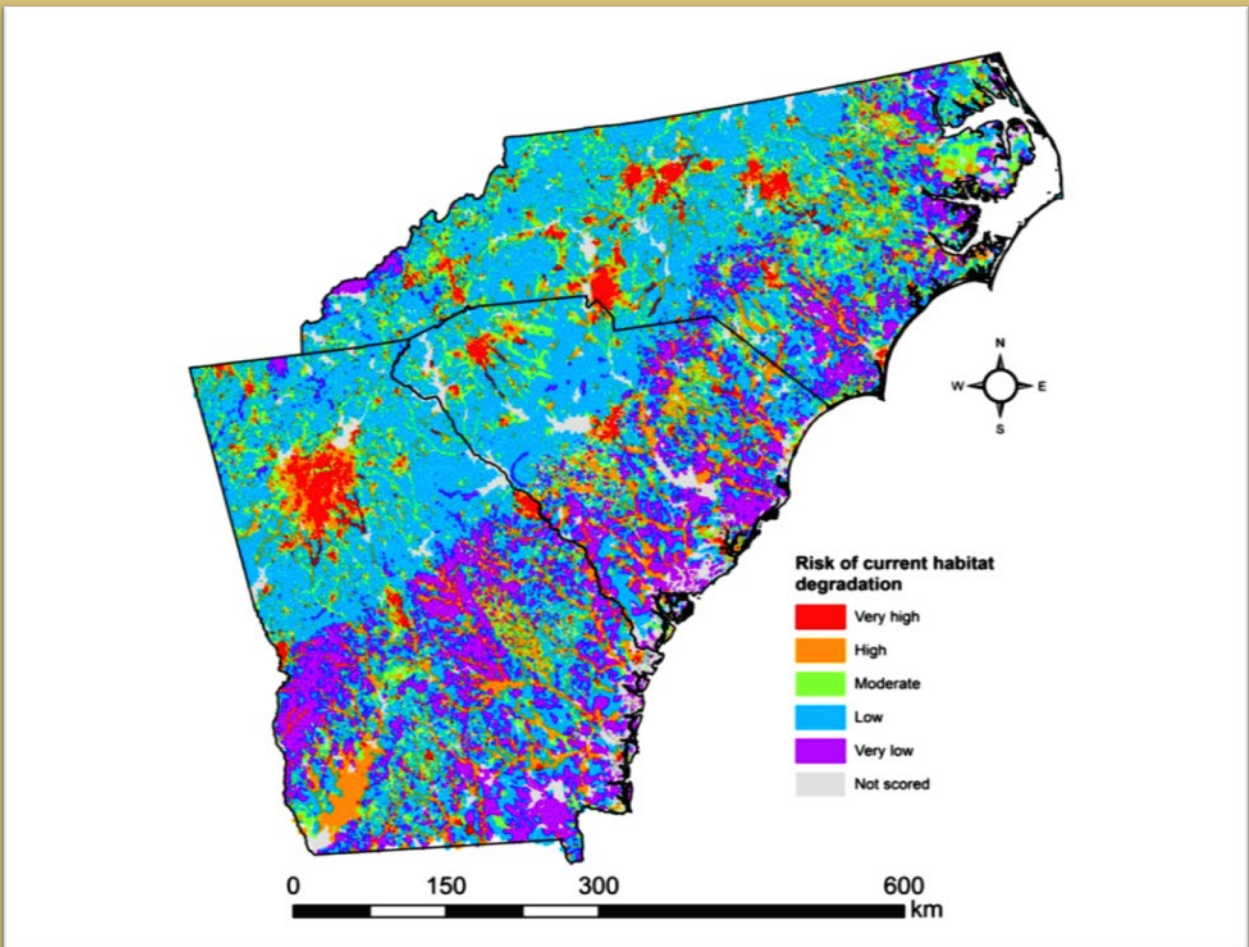 N
W E
S
Risk of current habitat
degradation
Very high
High
Moderate
Low
Very low
Not scored
0 150 300 600
km